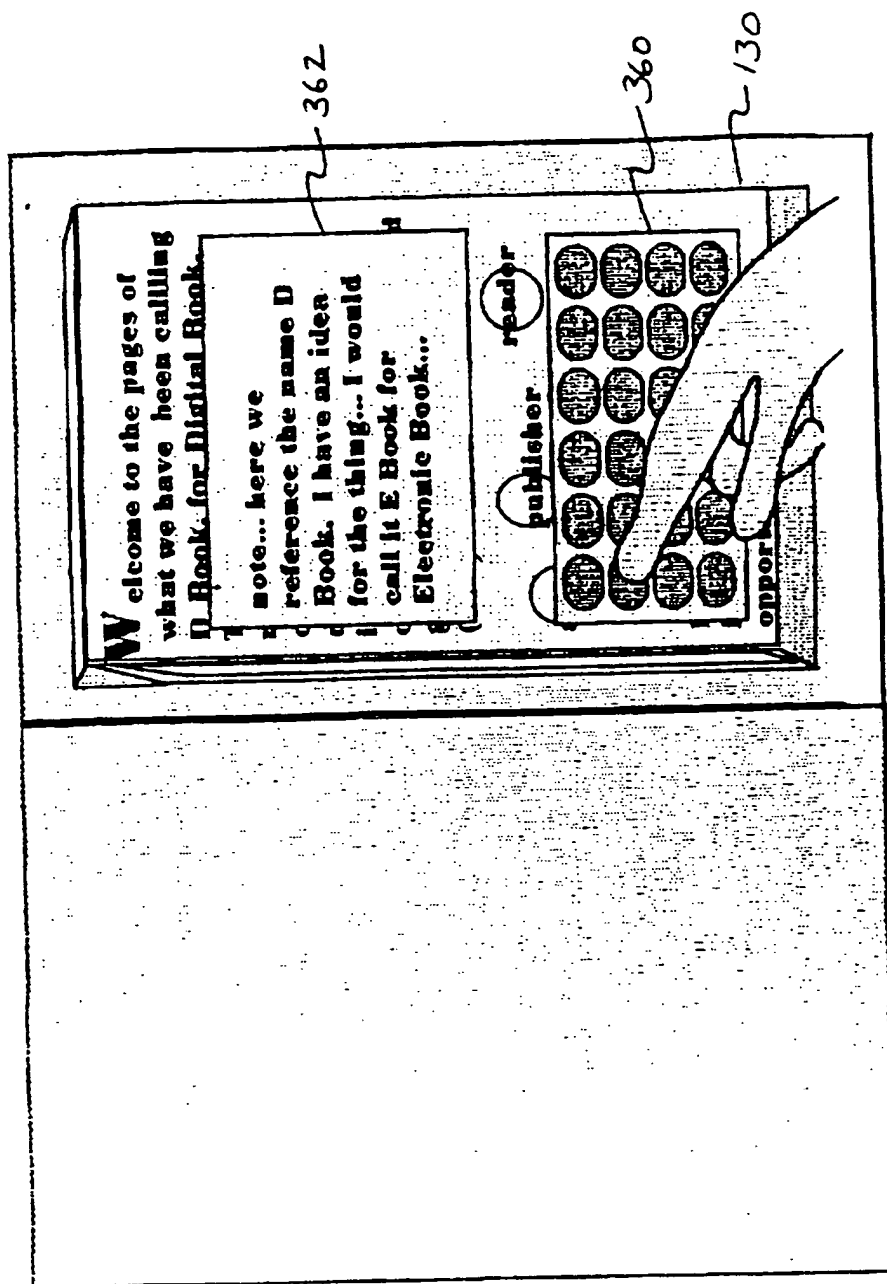 Welcome to the pages of
what we have been callling
D Book, for Digital Book.
note... here we
reference the name D
Book. I have an idea
for the thing... I would
call it E Book for
Electronic Book...
publisher reader
oppor
362
360
130